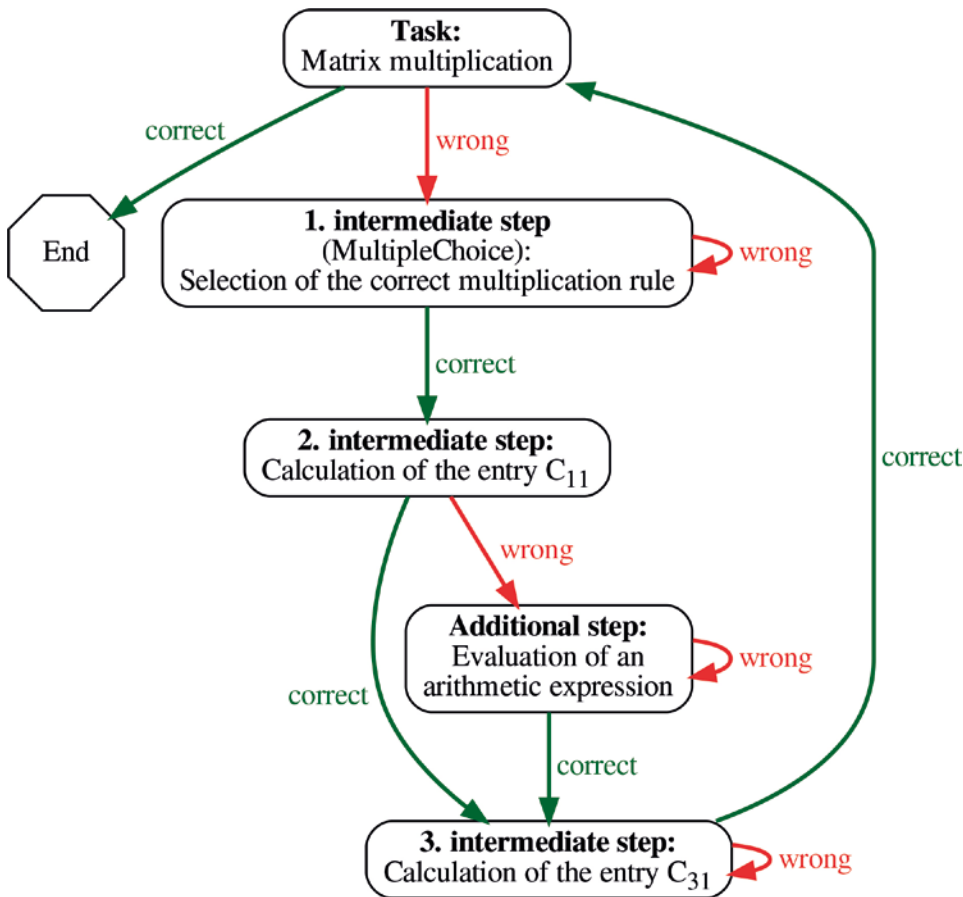 Task:
Matrix multiplication
correct
wrong
End
1. intermediate step
(MultipleChoice):
Selection of the correct multiplication rule
wrong
correct
2. intermediate step:
Calculation of the entry C11
correct
wrong
Additional step:
Evaluation of an
arithmetic expression
wrong
correct
correct
3. intermediate step:
Calculation of the entry C31
wrong